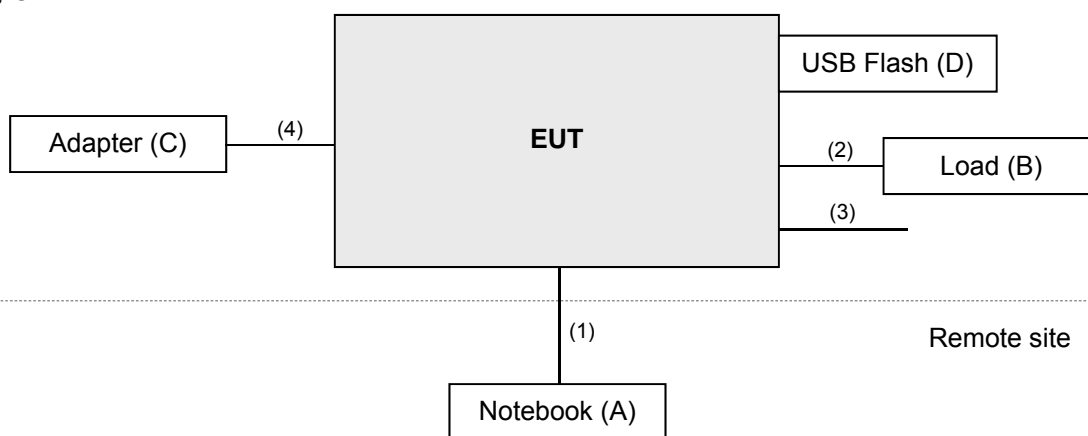 USB Flash (D)
Adapter (C)
(4)
EUT
(2)
Load (B)
(3)
(1)
Remote site
Notebook (A)